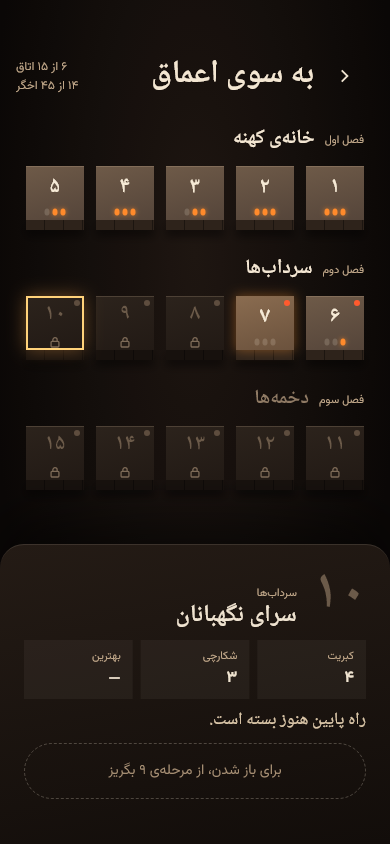 به سوی اعماق
۶ از ۱۵ اتاق
۱۴ از ۴۵ اخگر
فصل اول خانه‌ی کهنه
۱ ۲ ۳ ۴ ۵
فصل دوم سرداب‌ها
۶ ۷ ۸ ۹ ۱۰
فصل سوم دخمه‌ها
۱۱ ۱۲ ۱۳ ۱۴ ۱۵
۱۰
سرداب‌ها
سرای نگهبانان
کبریت شکارچی بهترین
۴ ۳ —
راه پایین هنوز بسته است.
برای باز شدن، از مرحله‌ی ۹ بگریز